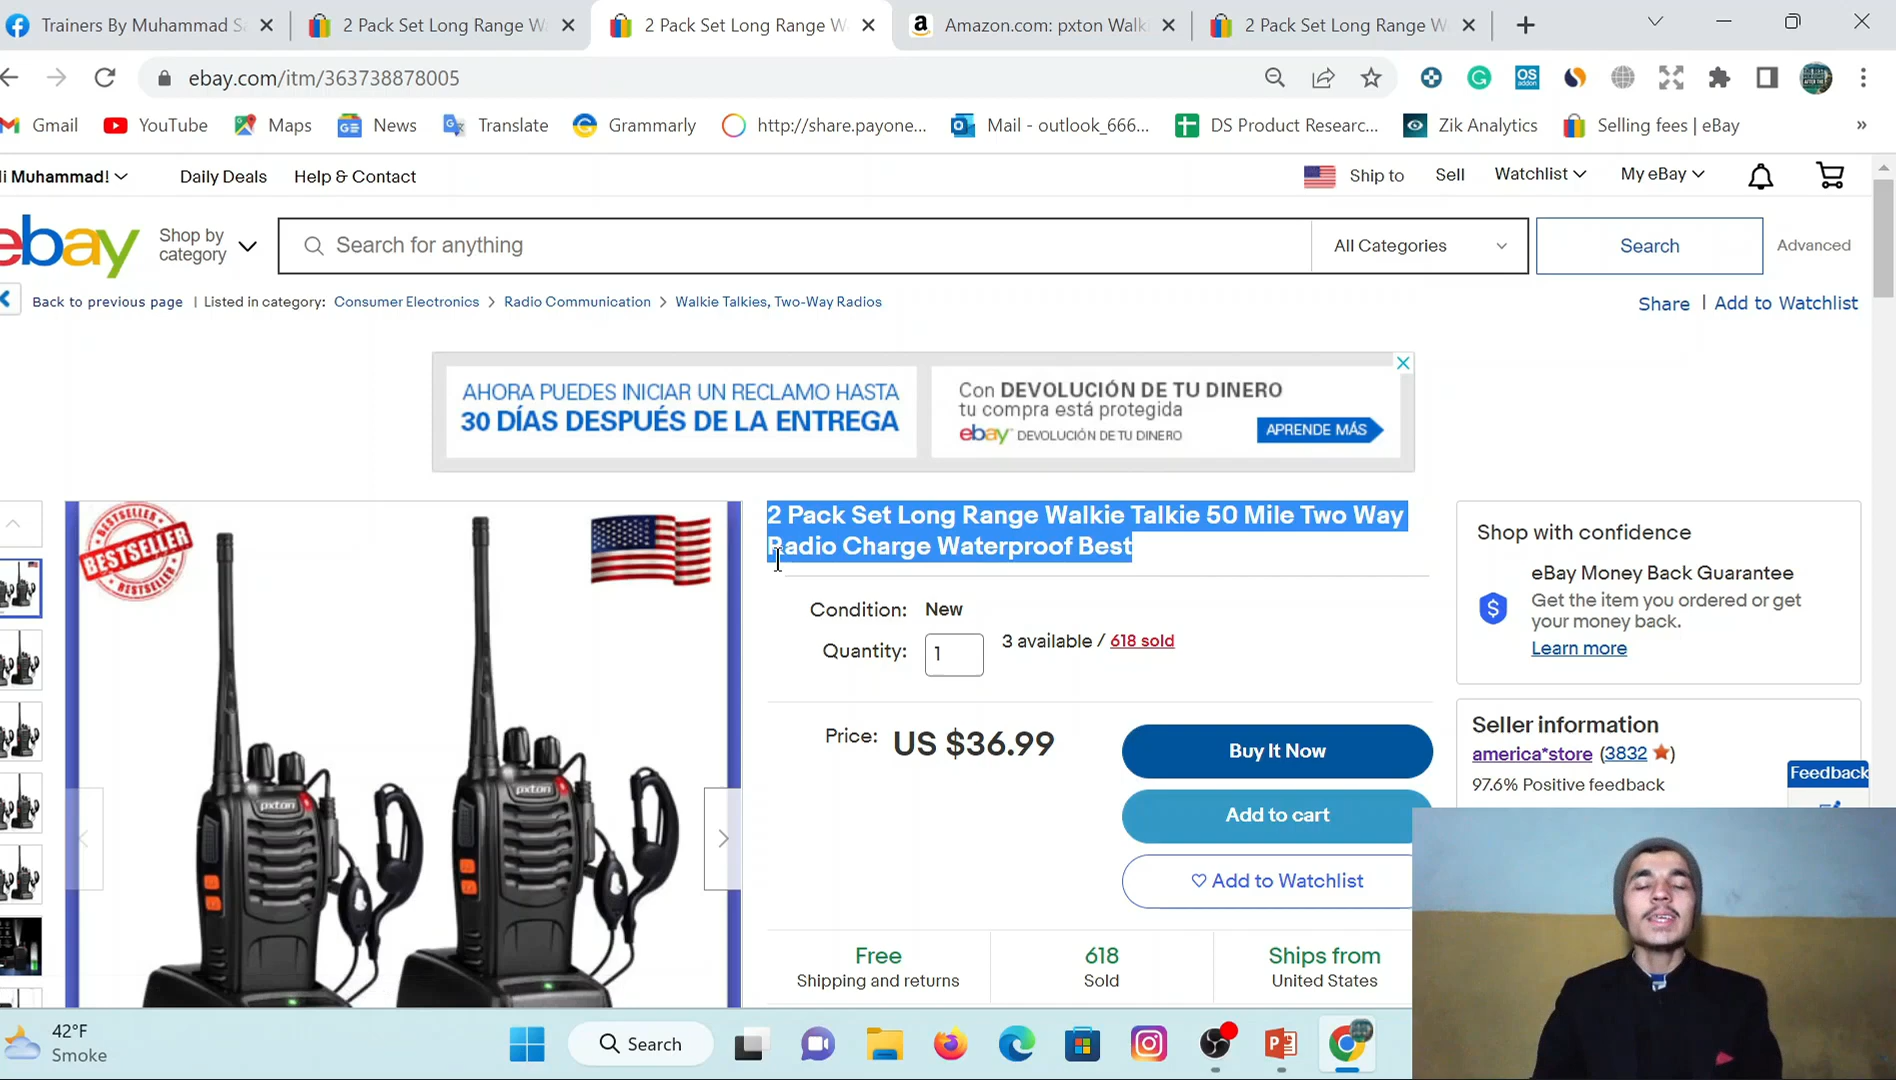 Trainers By Muhammad Sa
2 Pack Set Long Range W
2 Pack Set Long Range W
Amazon.com: pxton Walk
2 Pack Set Long Range W
ebay.com/itm/363738878005
Gmail
YouTube
Maps
News
Translate
Grammarly
http://share.payone...
Mail - outlook_666...
DS Product Researc...
Zik Analytics
Selling fees | eBay
»
i Muhammad!
Daily Deals
Help & Contact
Ship to
Sell
Watchlist
My eBay
ebay
Shop by
category
Search for anything
All Categories
Search
Advanced
Back to previous page | Listed in category: Consumer Electronics > Radio Communication > Walkie Talkies, Two-Way Radios
Share | Add to Watchlist
AHORA PUEDES INICIAR UN RECLAMO HASTA
30 DÍAS DESPUÉS DE LA ENTREGA
Con DEVOLUCIÓN DE TU DINERO
tu compra está protegida
ebay DEVOLUCIÓN DE TU DINERO
APRENDE MÁS
BESTSELLER
pxton
pxton
2 Pack Set Long Range Walkie Talkie 50 Mile Two Way
Radio Charge Waterproof Best
Condition: New
Quantity: 1
3 available / 618 sold
Price: US $36.99
Buy It Now
Add to cart
Add to Watchlist
Free
Shipping and returns
618
Sold
Ships from
United States
Shop with confidence
eBay Money Back Guarantee
Get the item you ordered or get
your money back.
Learn more
Seller information
america*store (3832)
97.6% Positive feedback
Feedback
42°F
Smoke
Search